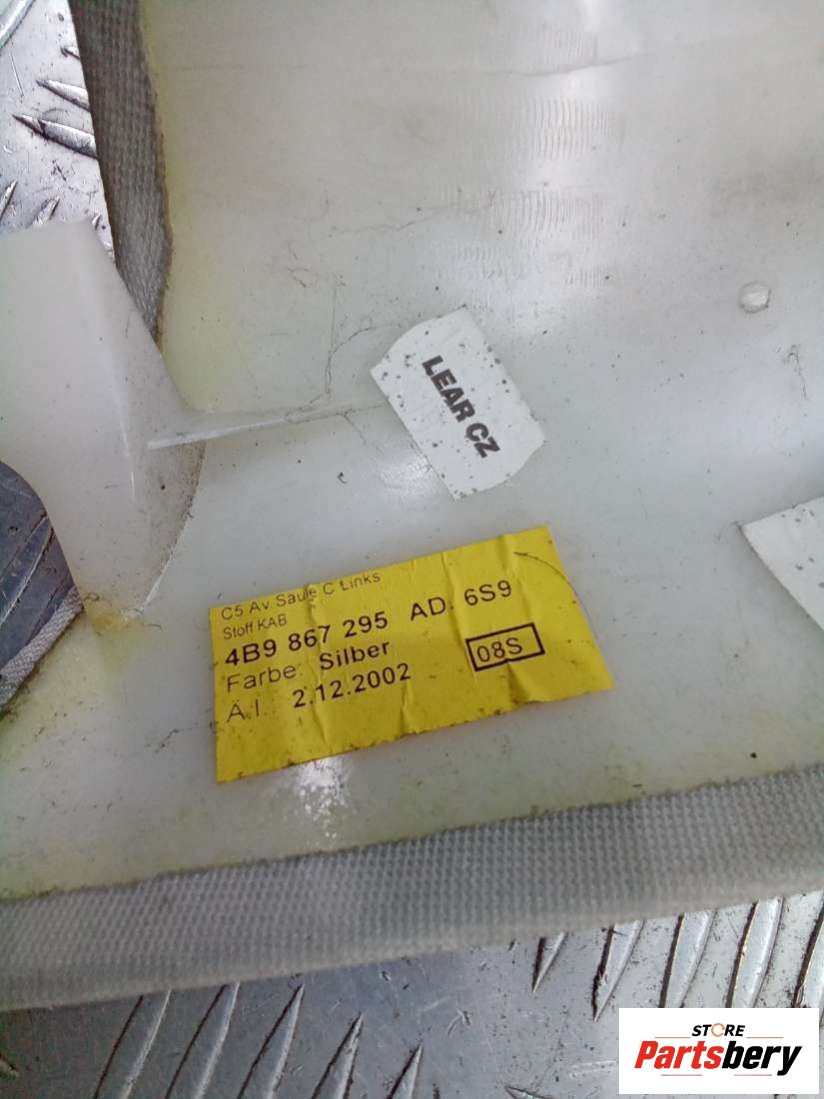 LEAR CZ
C5 Av Säule C Links
Stoff KAB
4B9 867 295 AD. 6S9
Farbe: Silber
08S
Ä.I. 2.12.2002
STORE
Partsbery